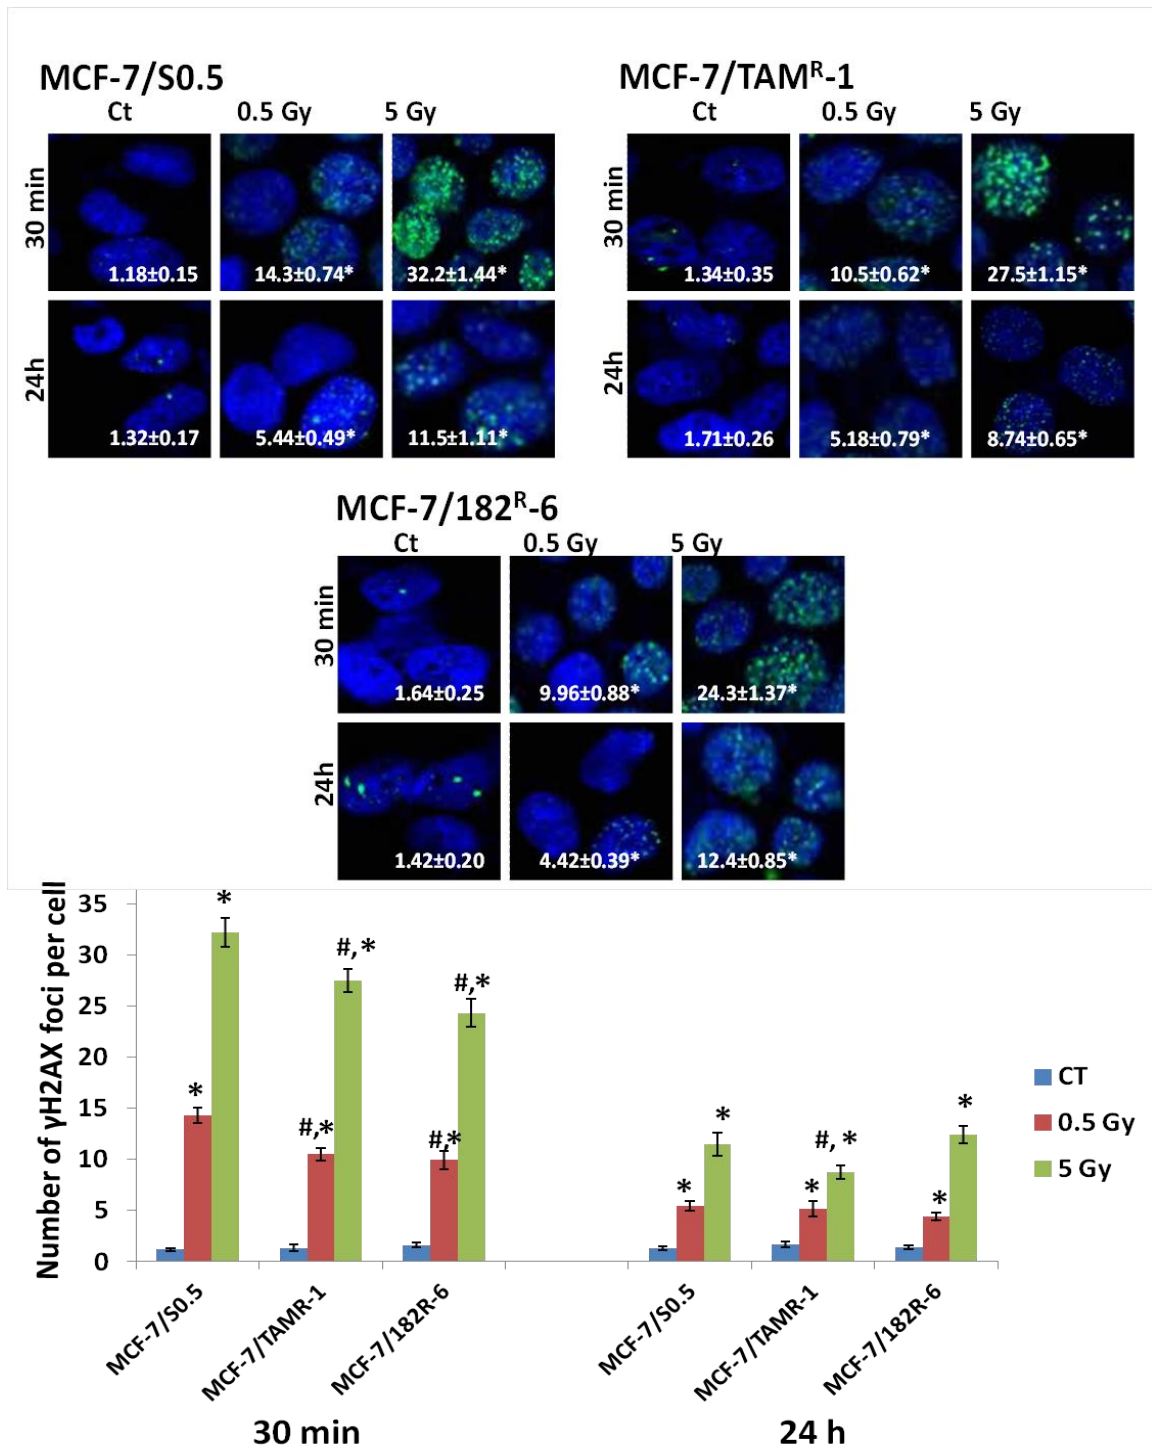 MCF-7/S0.5
Ct 0.5 Gy 5 Gy
30 min
1.18±0.15 14.3±0.74* 32.2±1.44*
24h
1.32±0.17 5.44±0.49* 11.5±1.11*
MCF-7/TAMᴿ-1
Ct 0.5 Gy 5 Gy
30 min
1.34±0.35 10.5±0.62* 27.5±1.15*
24h
1.71±0.26 5.18±0.79* 8.74±0.65*
MCF-7/182ᴿ-6
Ct 0.5 Gy 5 Gy
30 min
1.64±0.25 9.96±0.88* 24.3±1.37*
24h
1.42±0.20 4.42±0.39* 12.4±0.85*
Number of γH2AX foci per cell
35
30
25
20
15
10
5
0
* * #,* #,* #,* #,*
* * * #, * * *
CT
0.5 Gy
5 Gy
MCF-7/S0.5
MCF-7/TAMR-1
MCF-7/182R-6
MCF-7/S0.5
MCF-7/TAMR-1
MCF-7/182R-6
30 min 24 h